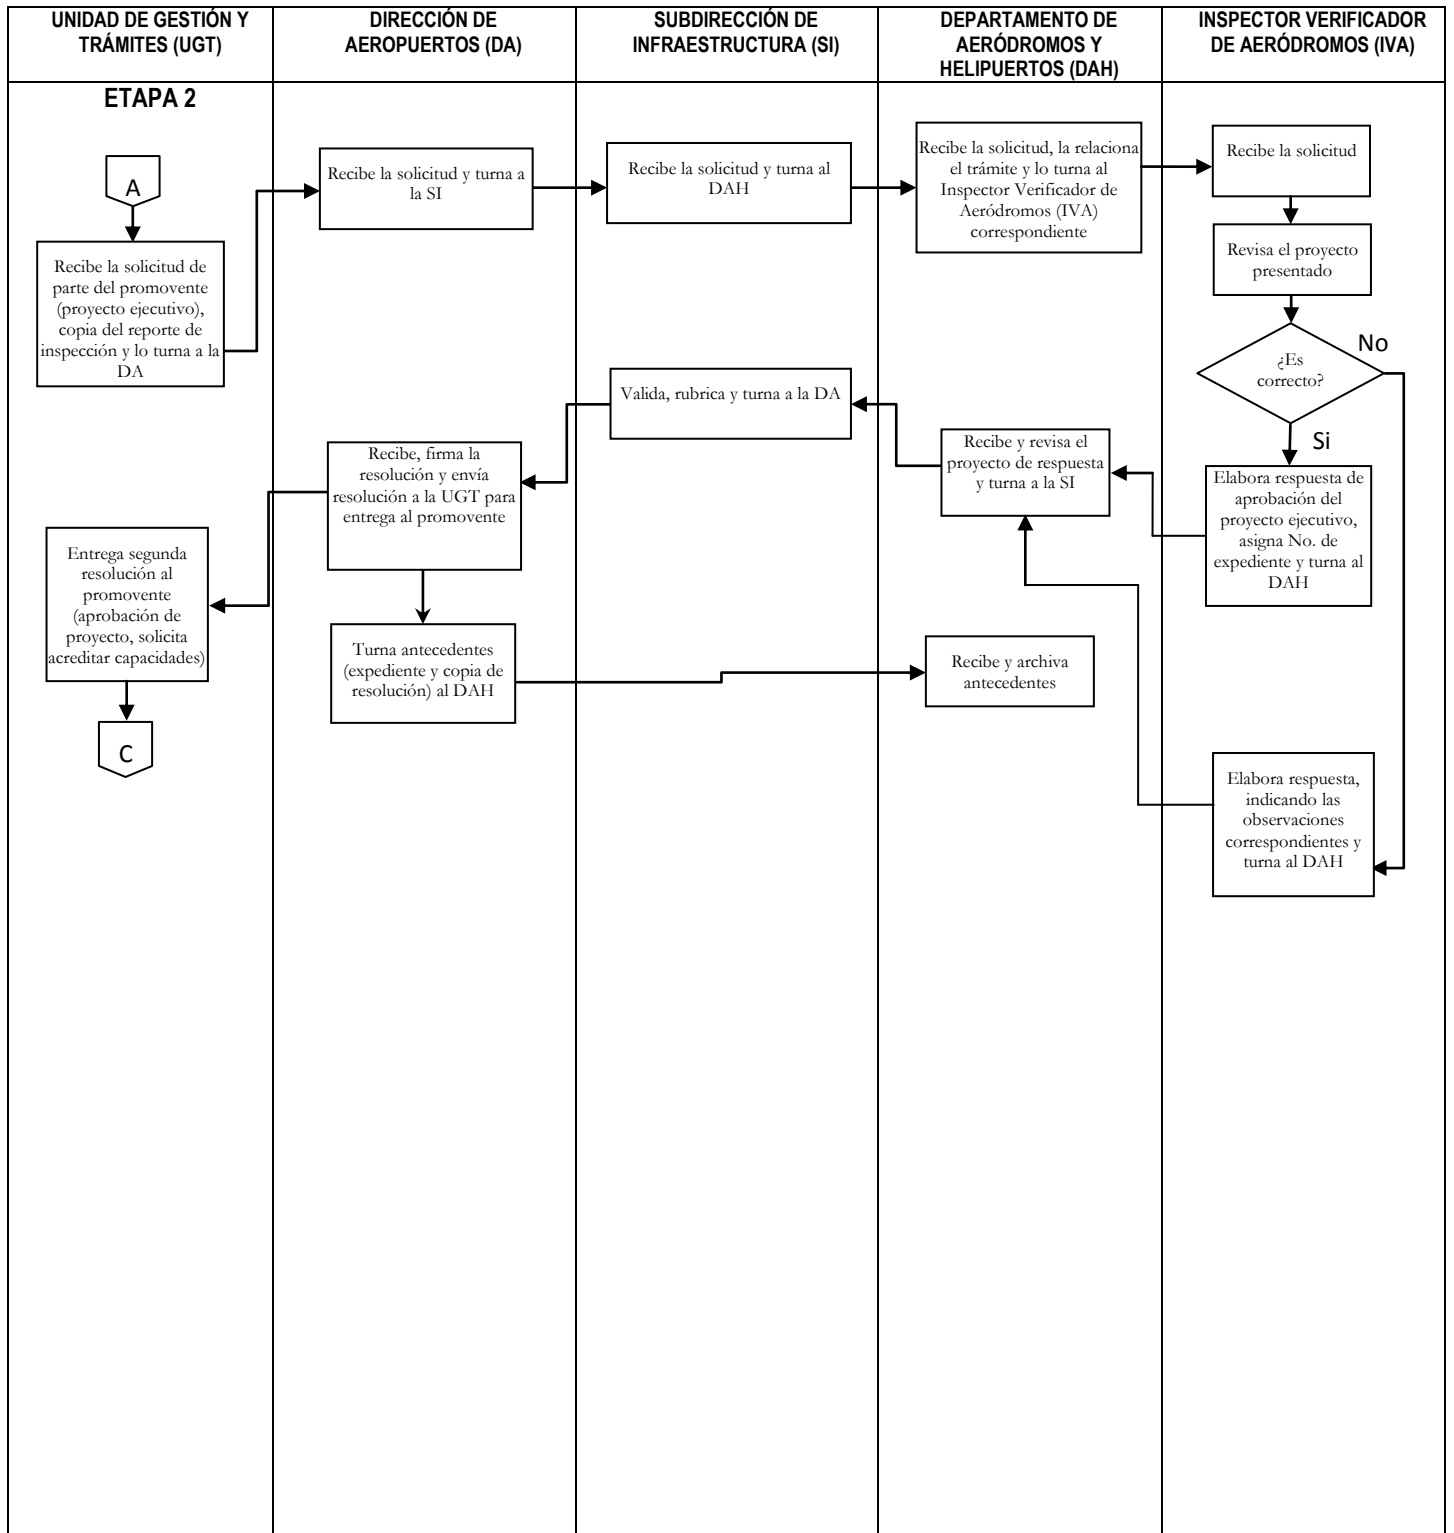 UNIDAD DE GESTIÓN Y
TRÁMITES (UGT)
DIRECCIÓN DE
AEROPUERTOS (DA)
SUBDIRECCIÓN DE
INFRAESTRUCTURA (SI)
DEPARTAMENTO DE
AERÓDROMOS Y
HELIPUERTOS (DAH)
INSPECTOR VERIFICADOR
DE AERÓDROMOS (IVA)
ETAPA 2
A
Recibe la solicitud de
parte del promovente
(proyecto ejecutivo),
copia del reporte de
inspección y lo turna a la
DA
Recibe la solicitud y turna a
la SI
Recibe la solicitud y turna al
DAH
Recibe la solicitud, la relaciona
el trámite y lo turna al
Inspector Verificador de
Aeródromos (IVA)
correspondiente
Recibe la solicitud
Revisa el proyecto
presentado
¿Es
correcto?
No
Si
Elabora respuesta de
aprobación del
proyecto ejecutivo,
asigna No. de
expediente y turna al
DAH
Recibe y revisa el
proyecto de respuesta
y turna a la SI
Valida, rubrica y turna a la DA
Recibe, firma la
resolución y envía
resolución a la UGT para
entrega al promovente
Entrega segunda
resolución al
promovente
(aprobación de
proyecto, solicita
acreditar capacidades)
C
Turna antecedentes
(expediente y copia de
resolución) al DAH
Recibe y archiva
antecedentes
Elabora respuesta,
indicando las
observaciones
correspondientes y
turna al DAH